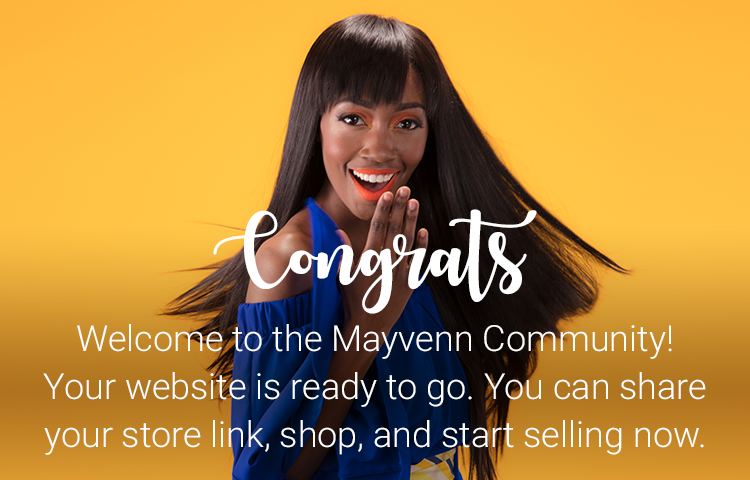 Congrats
Welcome to the Mayvenn Community!
Your website is ready to go. You can share
your store link, shop, and start selling now.